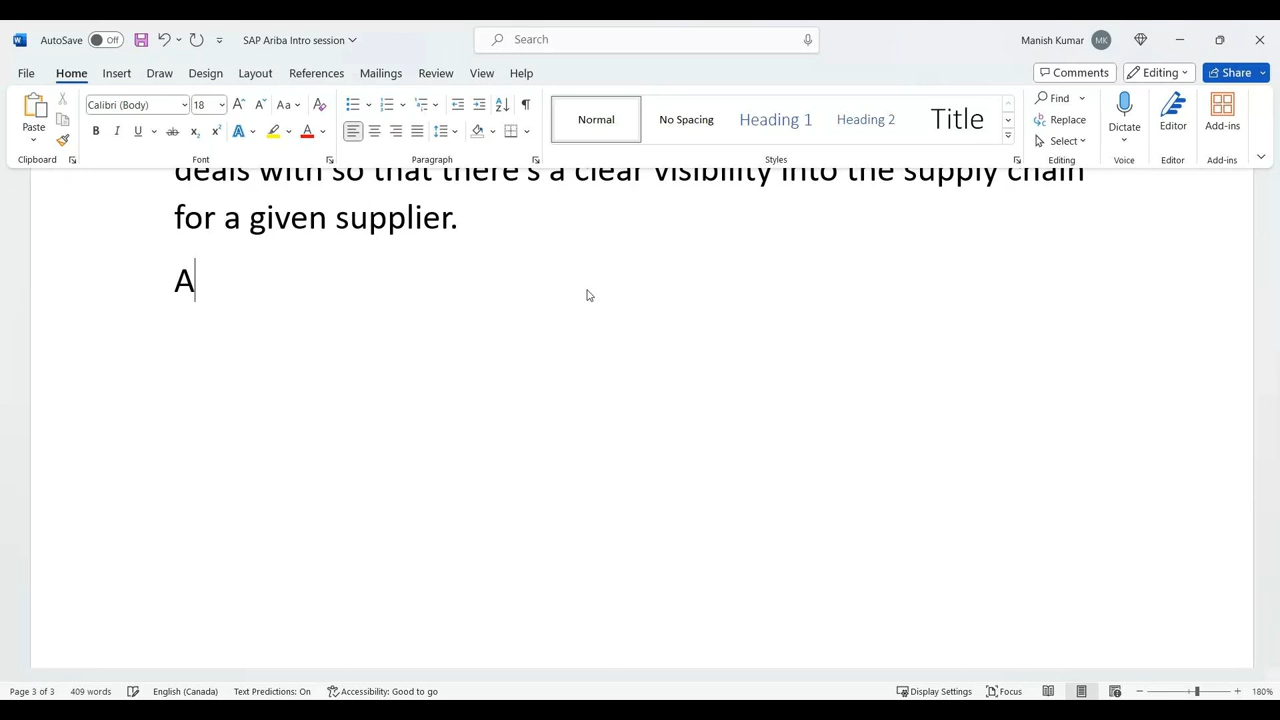 AutoSave Off SAP Ariba Intro session Search Manish Kumar MK
File Home Insert Draw Design Layout References Mailings Review View Help Comments Editing Share
Paste Calibri (Body) 18 Aa Normal No Spacing Heading 1 Heading 2 Title Find Replace Select Dictate Editor Add-ins
Clipboard Font Paragraph Styles Editing Voice Editor Add-ins
deals with so that there's a clear visibility into the supply chain
for a given supplier.
A
Page 3 of 3 409 words English (Canada) Text Predictions: On Accessibility: Good to go Display Settings Focus 180%